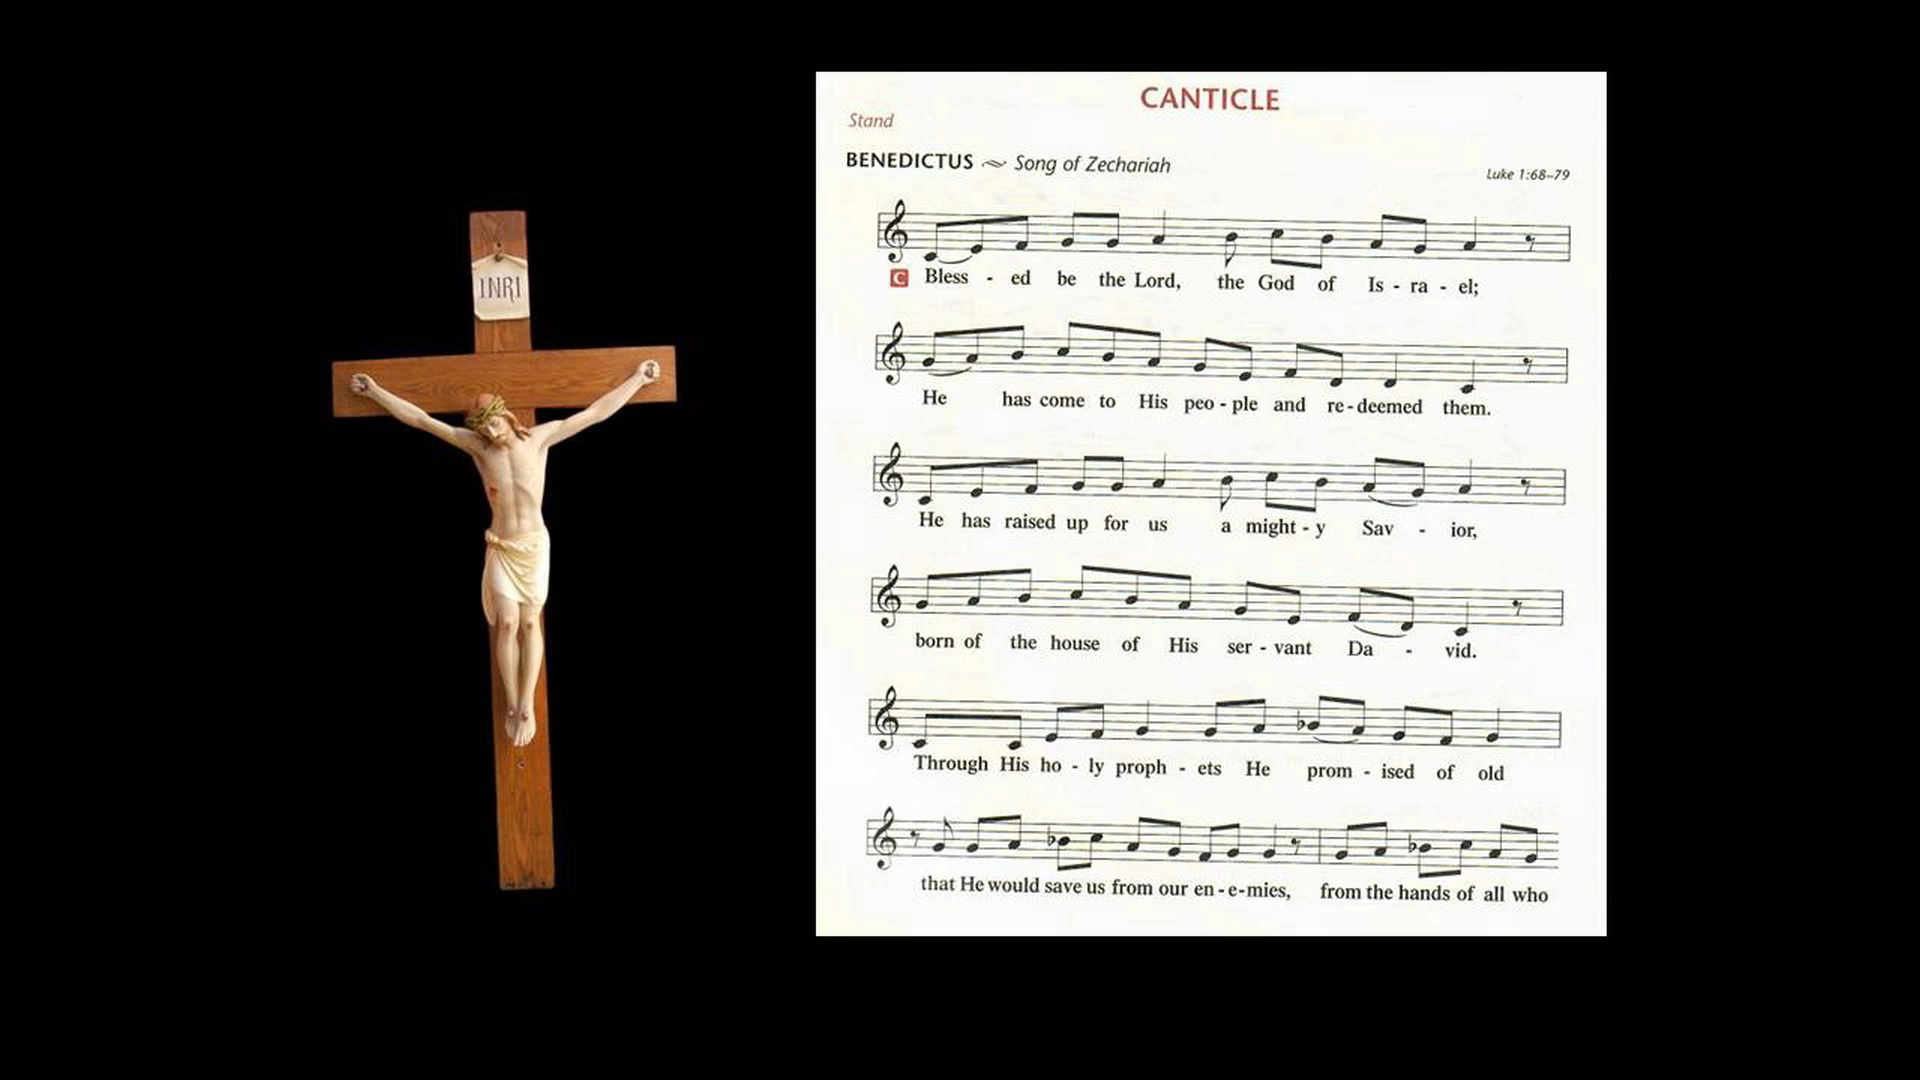 INRI
CANTICLE
Stand
BENEDICTUS ~ Song of Zechariah
Luke 1:68–79
C Bless - ed be the Lord, the God of Is - ra - el;
He has come to His peo - ple and re - deemed them.
He has raised up for us a might - y Sav - ior,
born of the house of His ser - vant Da - vid.
Through His ho - ly proph - ets He prom - ised of old
that He would save us from our en - e - mies, from the hands of all who